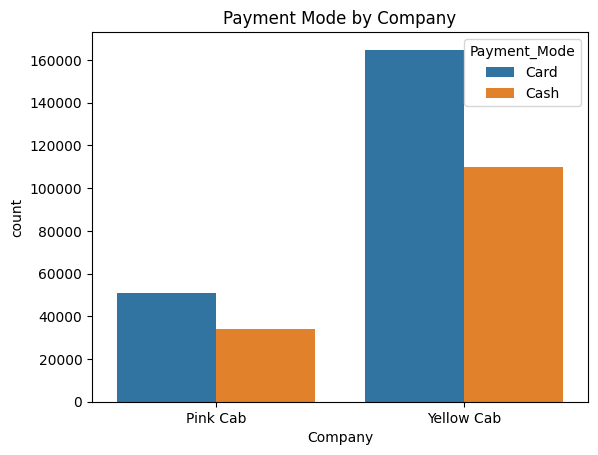 Payment Mode by Company
Payment_Mode
Card
Cash
160000
140000
120000
100000
80000
60000
40000
20000
0
count
Pink Cab
Yellow Cab
Company